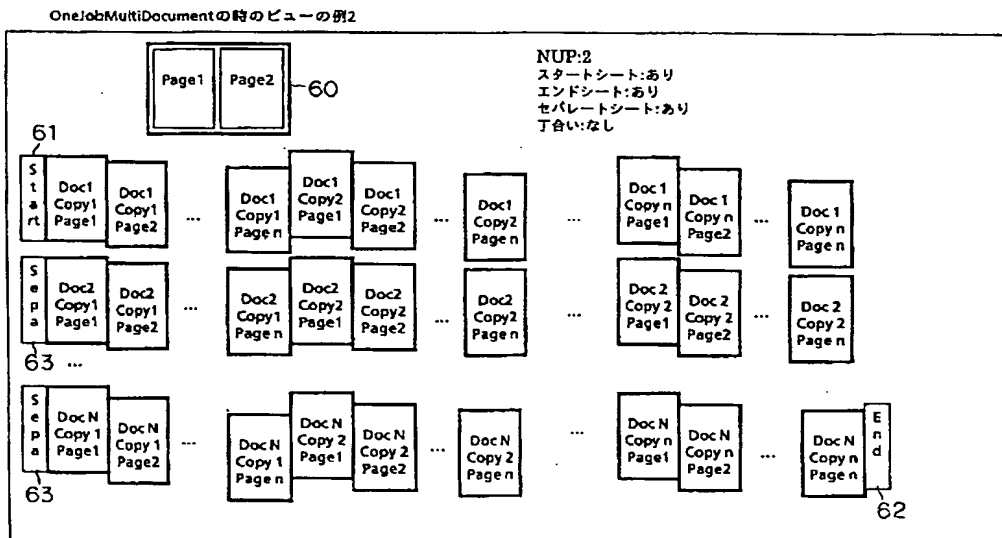 OneJobMultiDocumentの時のビューの例2
Page1 Page2
60
NUP:2
スタートシート:あり
エンドシート:あり
セパレートシート:あり
丁合い:なし
61
Start
Doc1
Copy1
Page1
Doc1
Copy1
Page2
...
Doc1
Copy1
Page n
Doc1
Copy2
Page1
Doc1
Copy2
Page2
...
Doc1
Copy2
Page n
...
Doc 1
Copy n
Page1
Doc 1
Copy n
Page2
...
Doc 1
Copy n
Page n
Sepa
Doc2
Copy1
Page1
Doc2
Copy1
Page2
...
Doc2
Copy1
Page n
Doc2
Copy2
Page1
Doc2
Copy2
Page2
...
Doc2
Copy2
Page n
...
Doc 2
Copy 2
Page1
Doc 2
Copy 2
Page2
...
Doc 2
Copy 2
Page n
63 ...
Sepa
Doc N
Copy 1
Page1
Doc N
Copy 1
Page2
...
Doc N
Copy 1
Page n
Doc N
Copy 2
Page1
Doc N
Copy 2
Page2
...
Doc N
Copy 2
Page n
...
Doc N
Copy n
Page1
Doc N
Copy n
Page2
...
Doc N
Copy n
Page n
End
63
62